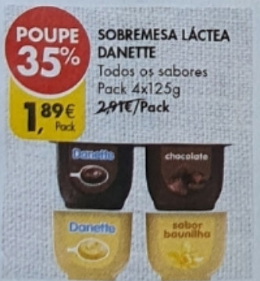 POUPE
35%
1,89€
Pack
SOBREMESA LÁCTEA
DANETTE
Todos os sabores
Pack 4x125g
2,91€/Pack
Danette
chocolate
Danette
sabor
baunilha